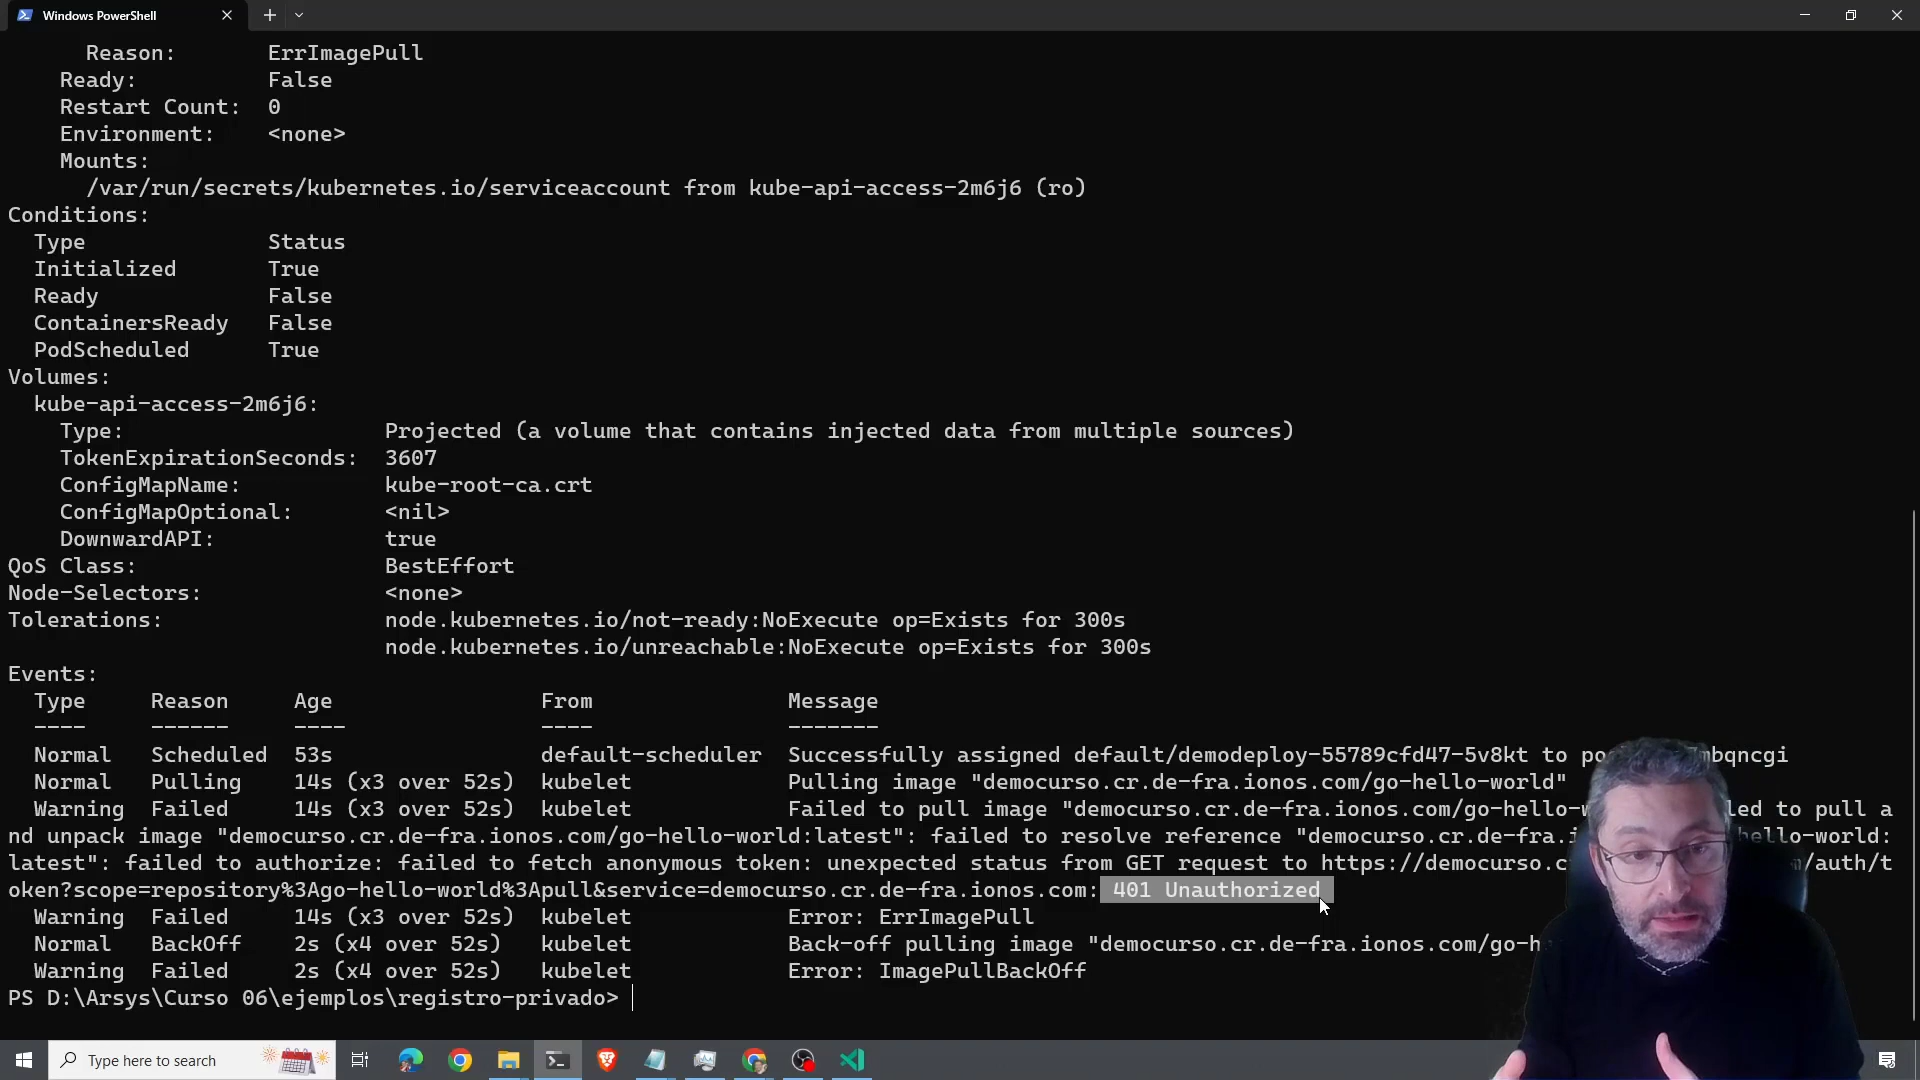 Windows PowerShell
Reason: ErrImagePull
Ready: False
Restart Count: 0
Environment: <none>
Mounts:
/var/run/secrets/kubernetes.io/serviceaccount from kube-api-access-2m6j6 (ro)
Conditions:
Type Status
Initialized True
Ready False
ContainersReady False
PodScheduled True
Volumes:
kube-api-access-2m6j6:
Type: Projected (a volume that contains injected data from multiple sources)
TokenExpirationSeconds: 3607
ConfigMapName: kube-root-ca.crt
ConfigMapOptional: <nil>
DownwardAPI: true
QoS Class: BestEffort
Node-Selectors: <none>
Tolerations: node.kubernetes.io/not-ready:NoExecute op=Exists for 300s
node.kubernetes.io/unreachable:NoExecute op=Exists for 300s
Events:
Type Reason Age From Message
---- ------ ---- ---- -------
Normal Scheduled 53s default-scheduler Successfully assigned default/demodeploy-55789cfd47-5v8kt to
Normal Pulling 14s (x3 over 52s) kubelet Pulling image "democurso.cr.de-fra.ionos.com/go-hello-world"
Warning Failed 14s (x3 over 52s) kubelet Failed to pull image "democurso.cr.de-fra.ionos.com/go-hello- to pull a
nd unpack image "democurso.cr.de-fra.ionos.com/go-hello-world:latest": failed to resolve reference "democurso.cr.de-fra. hello-world:
latest": failed to authorize: failed to fetch anonymous token: unexpected status from GET request to https://democurso. /auth/t
oken?scope=repository%3Ago-hello-world%3Apull&service=democurso.cr.de-fra.ionos.com: 401 Unauthorized
Warning Failed 14s (x3 over 52s) kubelet Error: ErrImagePull
Normal BackOff 2s (x4 over 52s) kubelet Back-off pulling image "democurso.cr.de-fra.ionos.com/go-
Warning Failed 2s (x4 over 52s) kubelet Error: ImagePullBackOff
PS D:\Arsys\Curso 06\ejemplos\registro-privado>
Type here to search